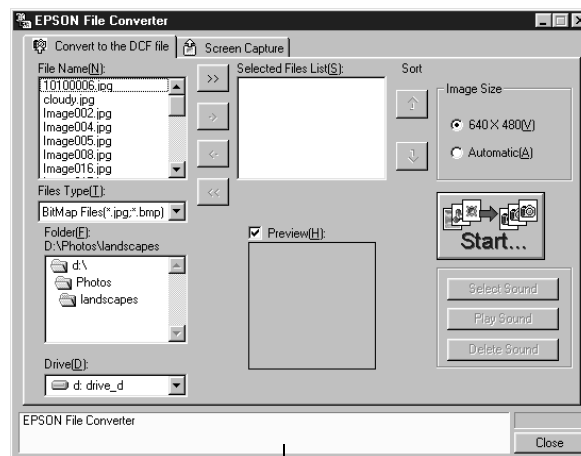 EPSON File Converter
Convert to the DCF file
Screen Capture
File Name(N):
10100006.jpg
cloudy.jpg
Image002.jpg
Image004.jpg
Image005.jpg
Image008.jpg
Image016.jpg
>>
->
<-
<<
Selected Files List(S):
Sort
Image Size
640×480(V)
Automatic(A)
Files Type(T):
BitMap Files(*.jpg;*.bmp)
Folder(F):
D:\Photos\landscapes
d:\
Photos
landscapes
Preview(H):
Start...
Select Sound
Play Sound
Delete Sound
Drive(D):
d: drive_d
EPSON File Converter
Close